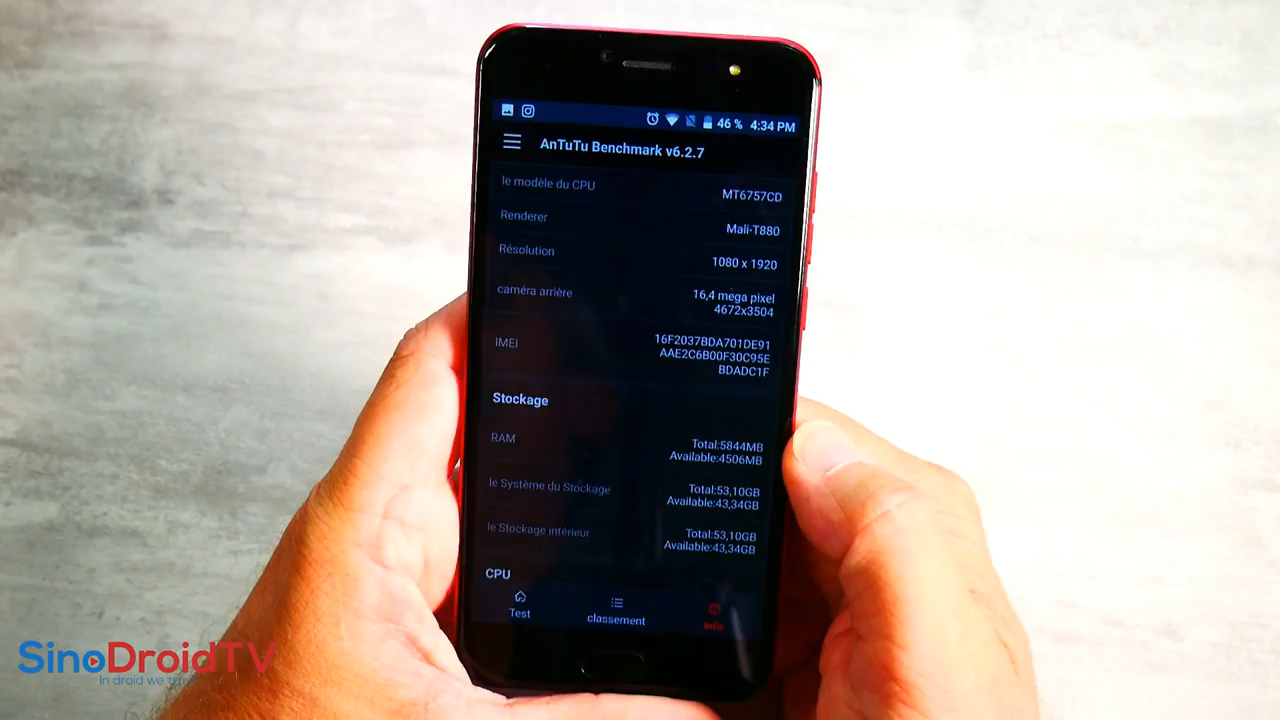 46 % 4:34 PM
AnTuTu Benchmark v6.2.7
le modèle du CPU
MT6757CD
Renderer
Mali-T880
Résolution
1080 x 1920
caméra arrière
16,4 mega pixel
4672x3504
IMEI
16F2037BDA701DE91
AAE2C6B00F30C95E
BDADC1F
Stockage
RAM
Total:5844MB
Available:4506MB
le Système du Stockage
Total:53,10GB
Available:43,34GB
le Stockage intérieur
Total:53,10GB
Available:43,34GB
CPU
Test
classement
Info
SinoDroidTV
In droid we trust